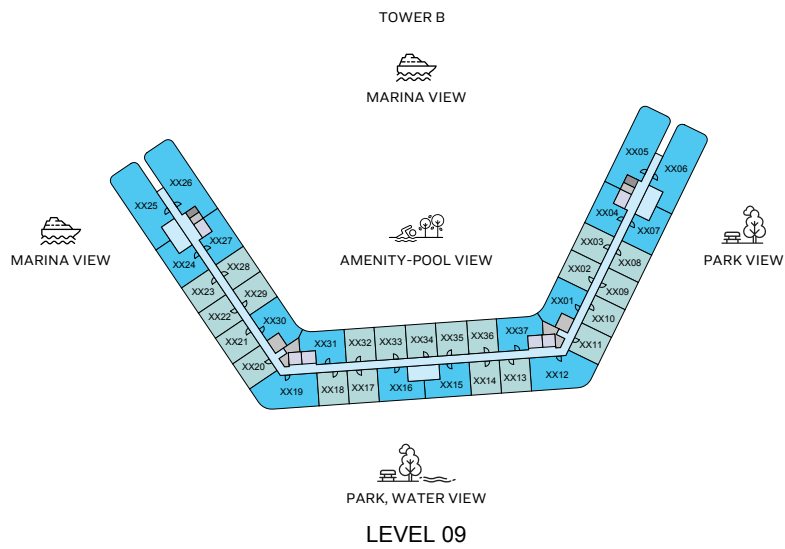 TOWER B
MARINA VIEW
XX05
XX06
XX26
XX25
XX04
XX07
XX27
XX24
XX03
XX08
XX28
XX02
XX23
XX09
XX29
XX01
XX22
XX10
XX30
XX21
XX11
XX20
XX31
XX32
XX33
XX34
XX35
XX36
XX37
XX19
XX18
XX17
XX16
XX15
XX14
XX13
XX12
MARINA VIEW
AMENITY-POOL VIEW
PARK VIEW
PARK, WATER VIEW
LEVEL 09